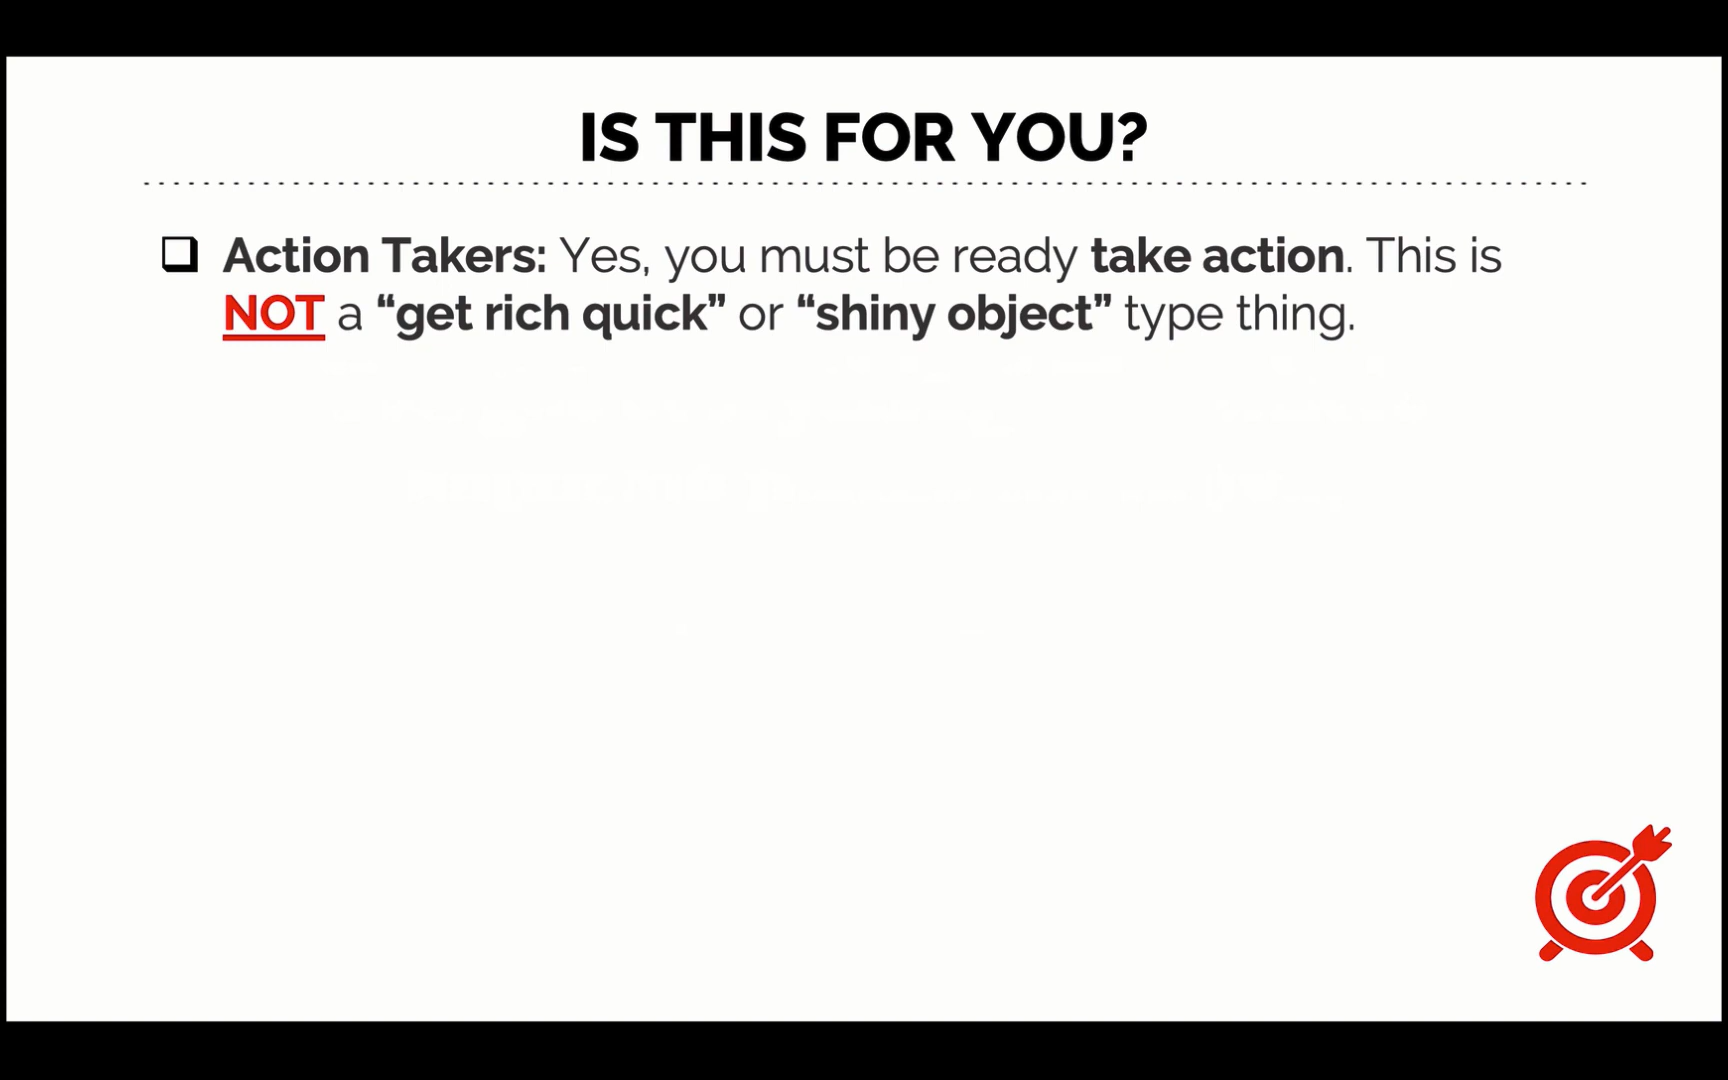 IS THIS FOR YOU?
Action Takers: Yes, you must be ready take action. This is
NOT a “get rich quick” or “shiny object” type thing.